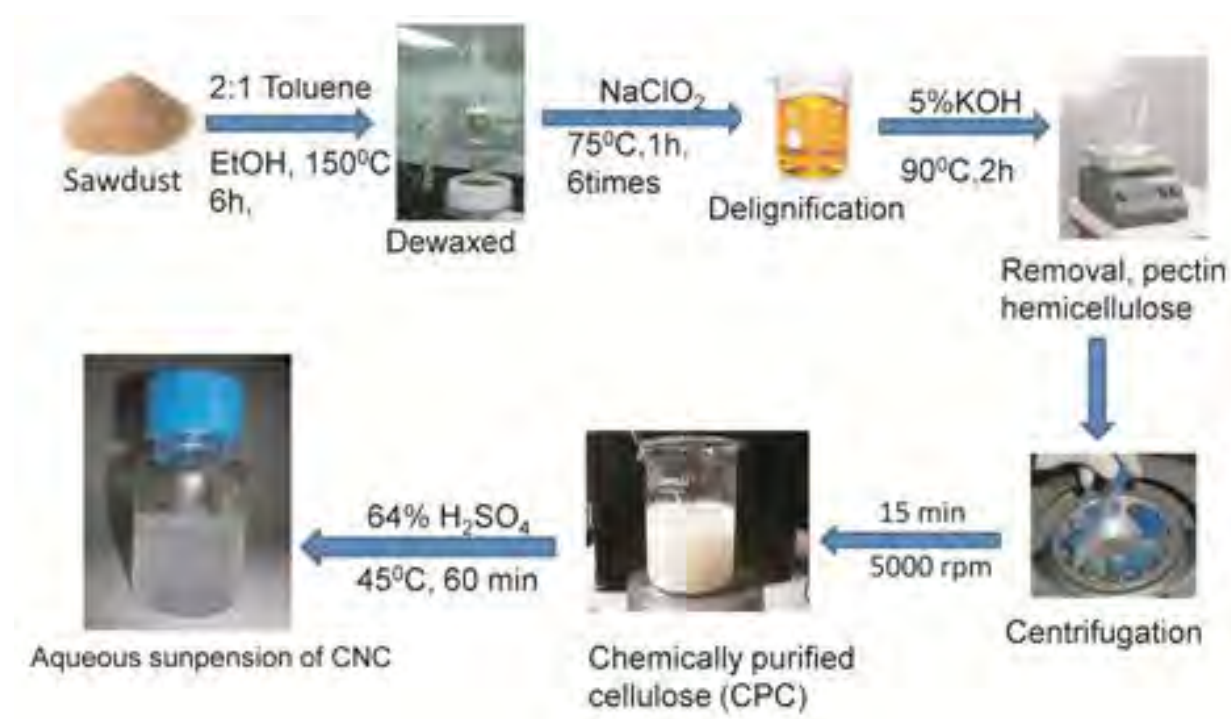 2:1 Toluene
EtOH, 150⁰C
6h,
Sawdust
Dewaxed
NaClO₂
75⁰C,1h,
6times
Delignification
5%KOH
90⁰C,2h
Removal, pectin
hemicellulose
Centrifugation
15 min
5000 rpm
Chemically purified
cellulose (CPC)
64% H₂SO₄
45⁰C, 60 min
Aqueous sunpension of CNC